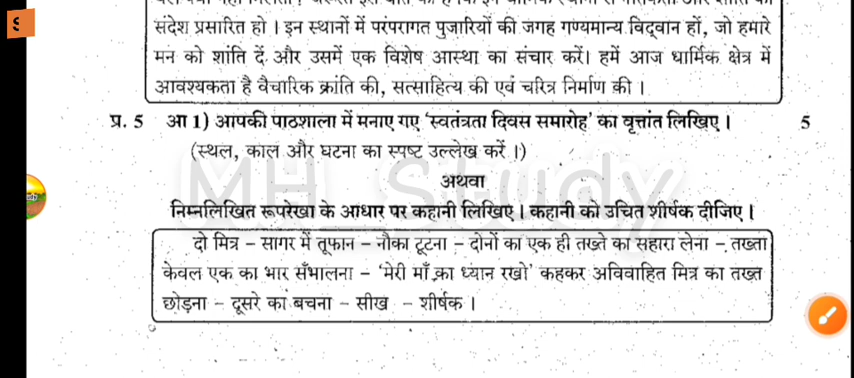 संदेश प्रसारित हो । इन स्थानों में परंपरागत पुजारियों की जगह गण्यमान्य विद्वान हों, जो हमारे
मन को शांति दें और उसमें एक विशेष आस्था का संचार करें। हमें आज धार्मिक क्षेत्र में
आवश्यकता है वैचारिक क्रांति की, सत्साहित्य की एवं चरित्र निर्माण की ।
प्र. 5 आ 1) आपकी पाठशाला में मनाए गए 'स्वतंत्रता दिवस समारोह' का वृत्तांत लिखिए । 5
(स्थल, काल और घटना का स्पष्ट उल्लेख करें ।)
अथवा
निम्नलिखित रूपरेखा के आधार पर कहानी लिखिए । कहानी को उचित शीर्षक दीजिए ।
दो मित्र – सागर में तूफान – नौका टूटना – दोनों का एक ही तख्ते का सहारा लेना – तख्ता
केवल एक का भार सँभालना – 'मेरी माँ का ध्यान रखो' कहकर अविवाहित मित्र का तख्त
छोड़ना – दूसरे का बचना – सीख – शीर्षक ।
MH_Study
S